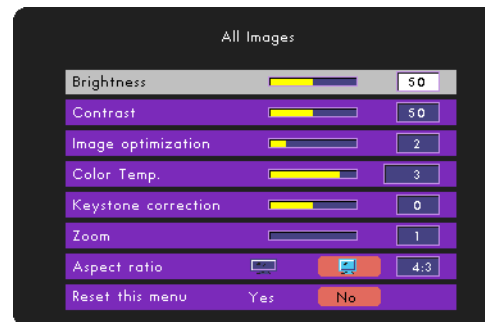 All Images
Brightness 50
Contrast 50
Image optimization 2
Color Temp. 3
Keystone correction 0
Zoom 1
Aspect ratio 4:3
Reset this menu Yes No